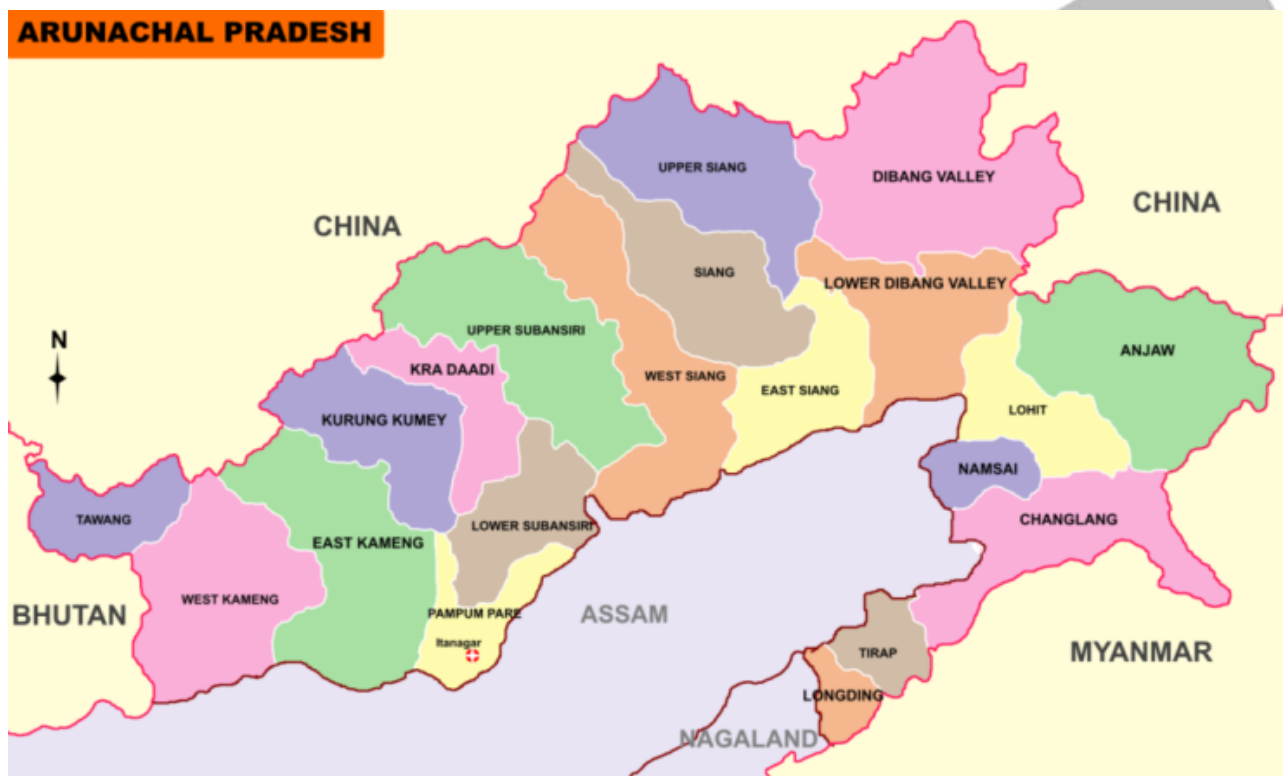 ARUNACHAL PRADESH
UPPER SIANG
DIBANG VALLEY
CHINA
CHINA
SIANG
LOWER DIBANG VALLEY
N
UPPER SUBANSIRI
ANJAW
KRA DAADI
WEST SIANG
EAST SIANG
LOHIT
KURUNG KUMEY
NAMSAI
TAWANG
CHANGLANG
LOWER SUBANSIRI
EAST KAMENG
WEST KAMENG
BHUTAN
PAMPUM PARE
ASSAM
Itanagar
TIRAP
MYANMAR
LONGDING
NAGALAND